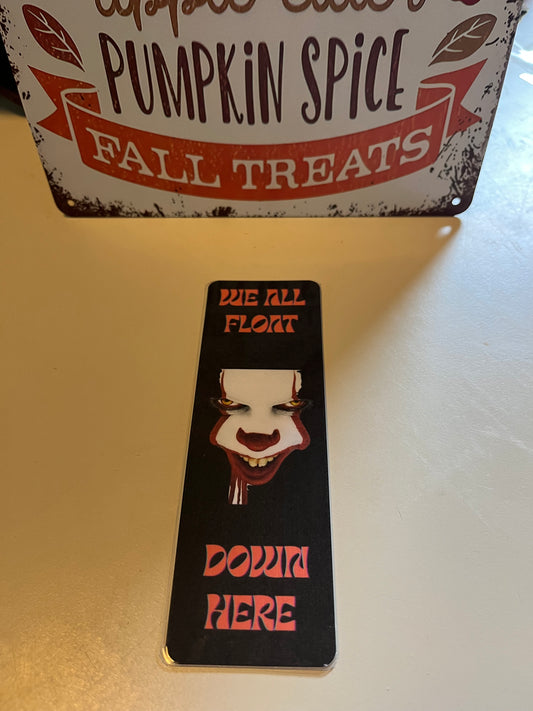 PUMPKIN SPICE
FALL TREATS
WE ALL
FLOAT
DOWN
HERE